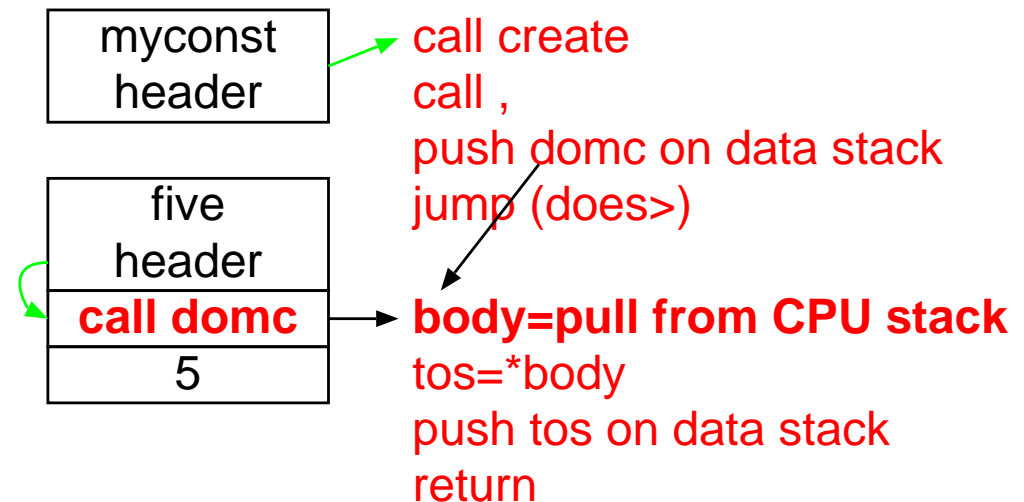 myconst
header
call create
call ,
push domc on data stack
jump (does>)
five
header
call domc
5
body=pull from CPU stack
tos=*body
push tos on data stack
return